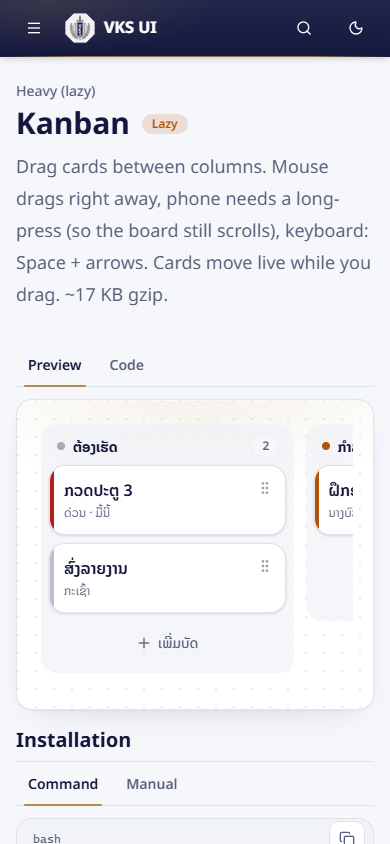 VKS UI
Heavy (lazy)
Kanban
Lazy
Drag cards between columns. Mouse
drags right away, phone needs a long-
press (so the board still scrolls), keyboard:
Space + arrows. Cards move live while you
drag. ~17 KB gzip.
Preview
Code
ຕ້ອງເຮັດ
2
ກວດປະຕູ 3
ດ່ວນ · ມື້ນີ້
ສົ່ງລາຍງານ
ກະເຊົ້າ
ເພີ່ມບັດ
Installation
Command
Manual
bash